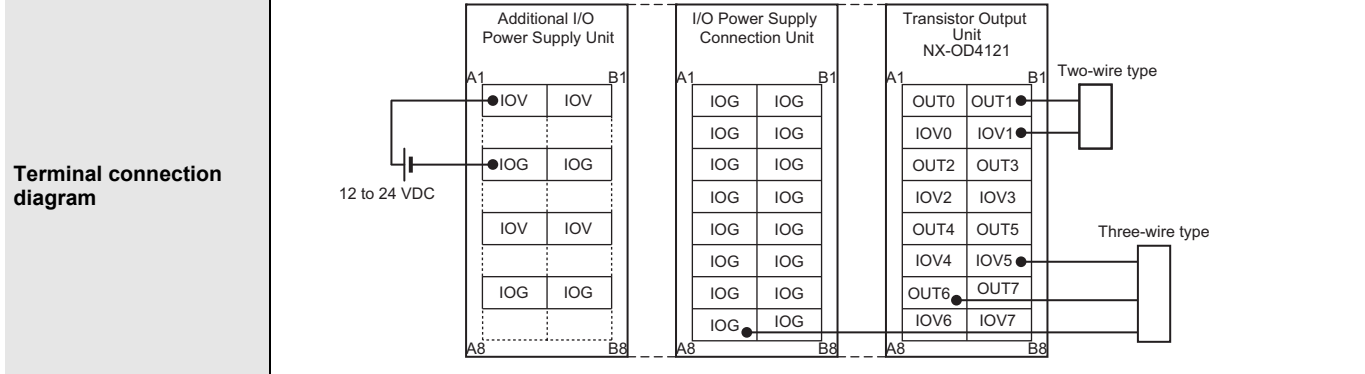 Terminal connection
diagram
12 to 24 VDC
Additional I/O
Power Supply Unit
A1 B1
IOV IOV
IOG IOG
IOV IOV
IOG IOG
A8 B8
I/O Power Supply
Connection Unit
A1 B1
IOG IOG
IOG IOG
IOG IOG
IOG IOG
IOG IOG
IOG IOG
IOG IOG
IOG IOG
A8 B8
Transistor Output
Unit
NX-OD4121
A1 B1
OUT0 OUT1
IOV0 IOV1
OUT2 OUT3
IOV2 IOV3
OUT4 OUT5
IOV4 IOV5
OUT6 OUT7
IOV6 IOV7
A8 B8
Two-wire type
Three-wire type